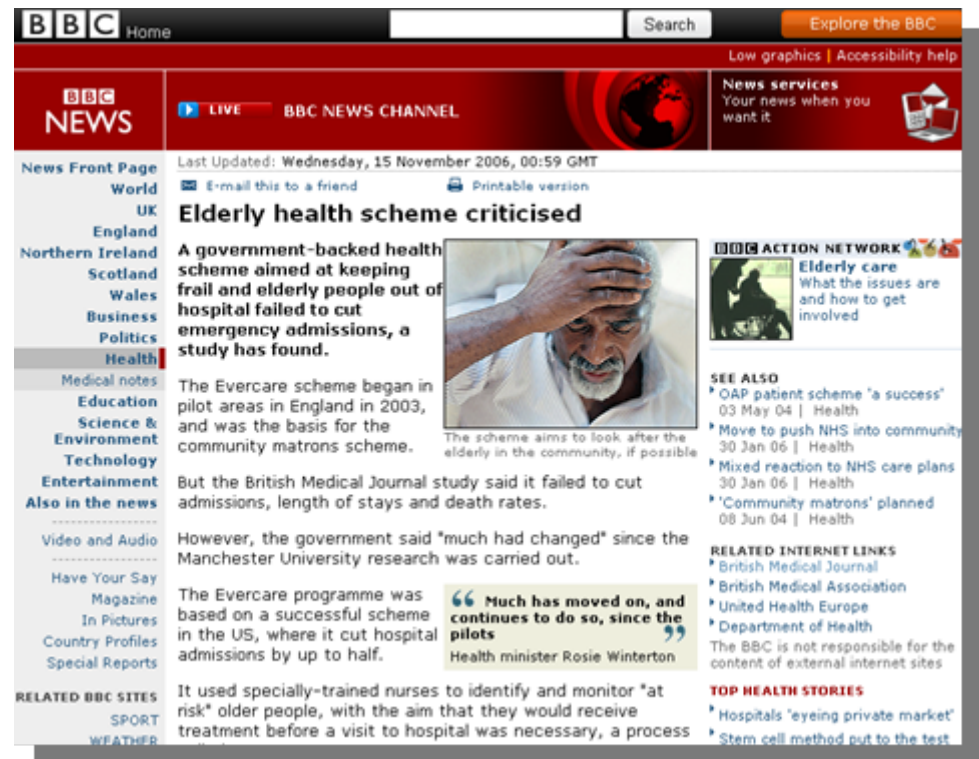 BBC Home
Search
Explore the BBC
Low graphics | Accessibility help
BBC
NEWS
LIVE BBC NEWS CHANNEL
News services
Your news when you
want it
News Front Page
World
UK
England
Northern Ireland
Scotland
Wales
Business
Politics
Health
Medical notes
Education
Science &
Environment
Technology
Entertainment
Also in the news
Video and Audio
Have Your Say
Magazine
In Pictures
Country Profiles
Special Reports
RELATED BBC SITES
SPORT
WEATHER
Last Updated: Wednesday, 15 November 2006, 00:59 GMT
E-mail this to a friend
Printable version
Elderly health scheme criticised
A government-backed health
scheme aimed at keeping
frail and elderly people out of
hospital failed to cut
emergency admissions, a
study has found.
The scheme aims to look after the
elderly in the community, if possible
The Evercare scheme began in
pilot areas in England in 2003,
and was the basis for the
community matrons scheme.
But the British Medical Journal study said it failed to cut
admissions, length of stays and death rates.
However, the government said "much had changed" since the
Manchester University research was carried out.
The Evercare programme was
based on a successful scheme
in the US, where it cut hospital
admissions by up to half.
Much has moved on, and
continues to do so, since the
pilots
Health minister Rosie Winterton
It used specially-trained nurses to identify and monitor "at
risk" older people, with the aim that they would receive
treatment before a visit to hospital was necessary, a process
BBC ACTION NETWORK
Elderly care
What the issues are
and how to get
involved
SEE ALSO
OAP patient scheme 'a success'
03 May 04 | Health
Move to push NHS into community
30 Jan 06 | Health
Mixed reaction to NHS care plans
30 Jan 06 | Health
'Community matrons' planned
08 Jun 04 | Health
RELATED INTERNET LINKS
British Medical Journal
British Medical Association
United Health Europe
Department of Health
The BBC is not responsible for the
content of external internet sites
TOP HEALTH STORIES
Hospitals 'eyeing private market'
Stem cell method put to the test